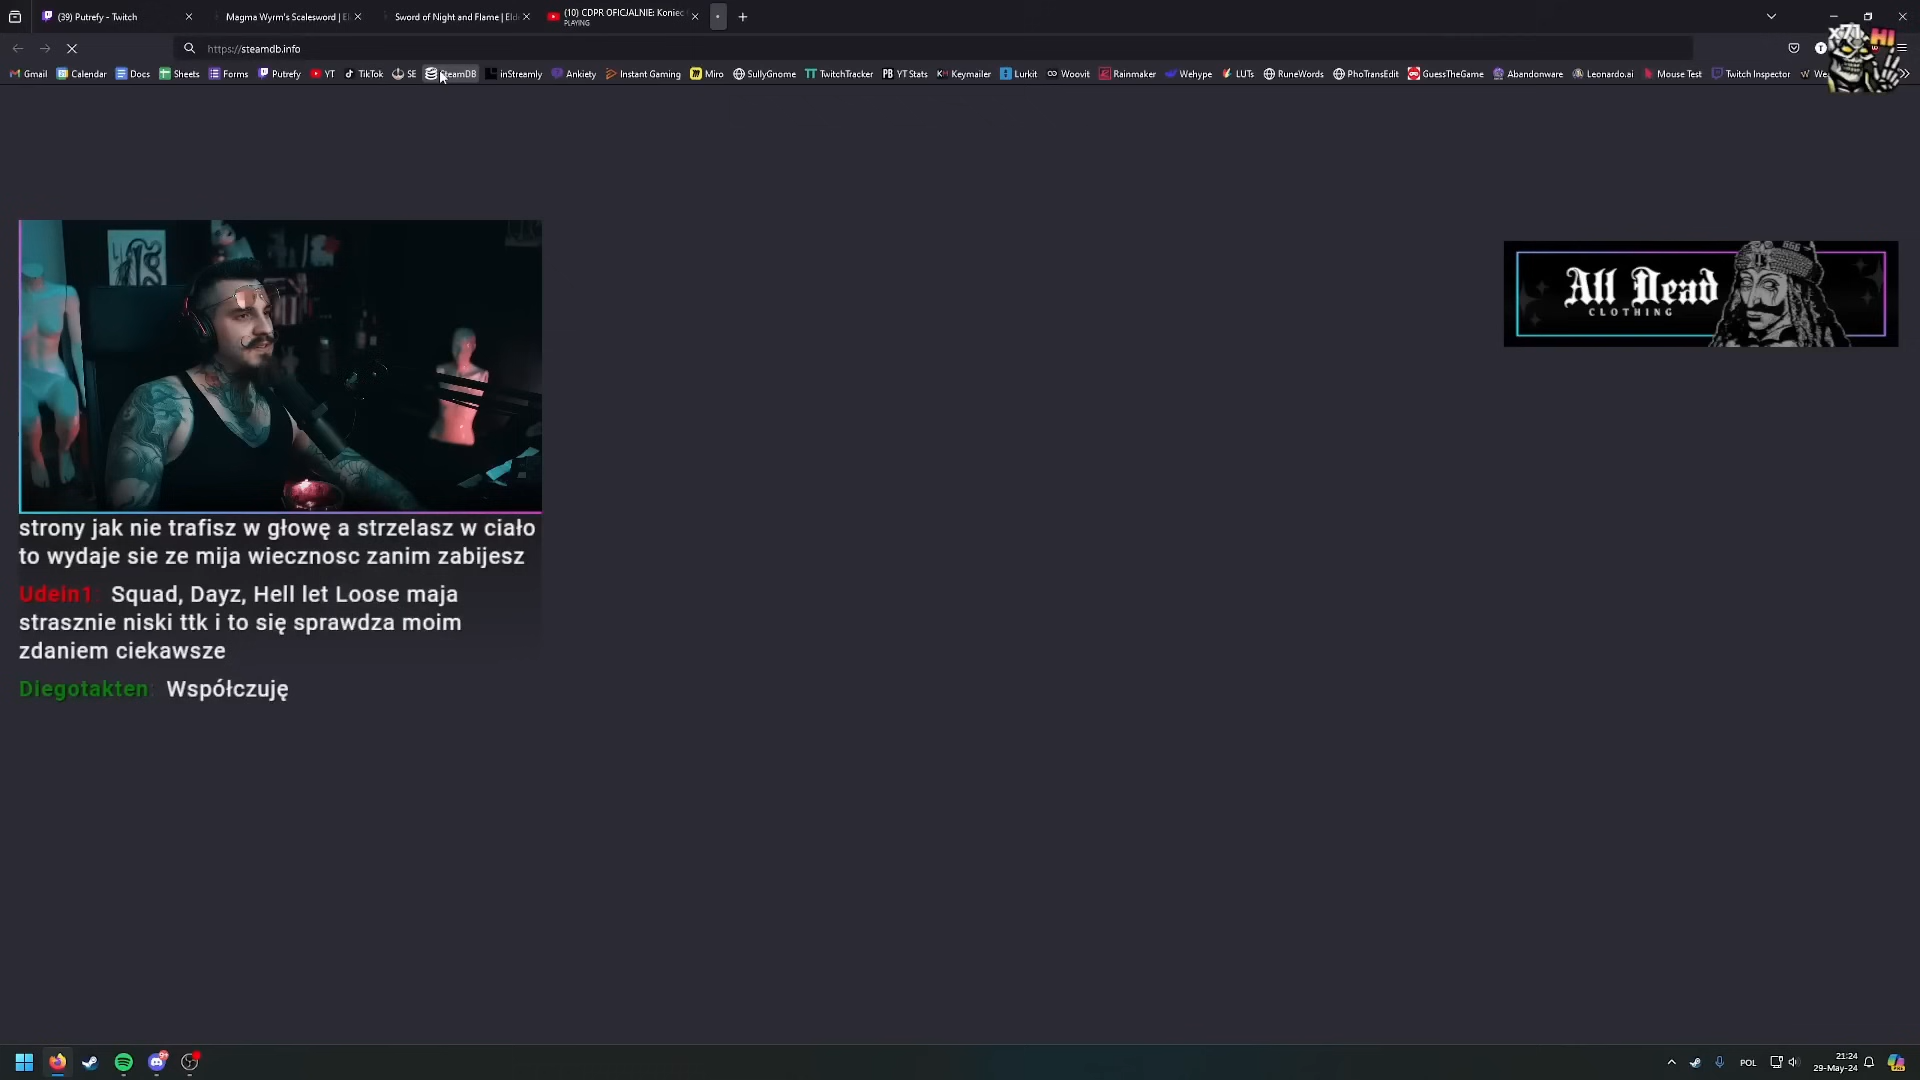 (39) Putrefy - Twitch
Magma Wyrm's Scalesword | El
Sword of Night and Flame | Elde
(10) CDPR OFICJALNIE: Koniec
PLAYING
https://steamdb.info
Gmail Calendar Docs Sheets Forms Putrefy YT TikTok SE SteamDB inStreamly Ankiety Instant Gaming Miro SullyGnome TwitchTracker YT Stats Keymailer Lurkit Woovit Rainmaker Wehype LUTs RuneWords PhoTransEdit GuessTheGame Abandonware Leonardo.ai Mouse Test Twitch Inspector We
x71 HI
All Dead
CLOTHING
strony jak nie trafisz w głowę a strzelasz w ciało
to wydaje sie ze mija wiecznosc zanim zabijesz
Udein1: Squad, Dayz, Hell let Loose maja
strasznie niski ttk i to się sprawdza moim
zdaniem ciekawsze
Diegotakten: Współczuję
POL
21:24
29-May-24